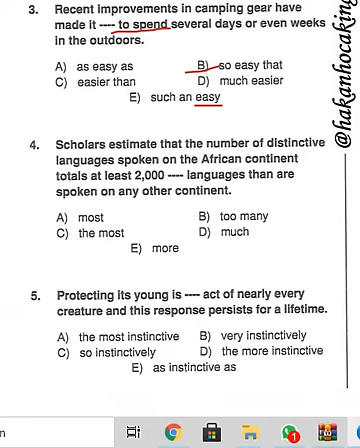 3. Recent improvements in camping gear have
made it ---- to spend several days or even weeks
in the outdoors.
A) as easy as
B) so easy that
C) easier than
D) much easier
E) such an easy
4. Scholars estimate that the number of distinctive
languages spoken on the African continent
totals at least 2,000 ---- languages than are
spoken on any other continent.
A) most
B) too many
C) the most
D) much
E) more
5. Protecting its young is ---- act of nearly every
creature and this response persists for a lifetime.
A) the most instinctive
B) very instinctively
C) so instinctively
D) the more instinctive
E) as instinctive as
@hakanhocaking
n
1